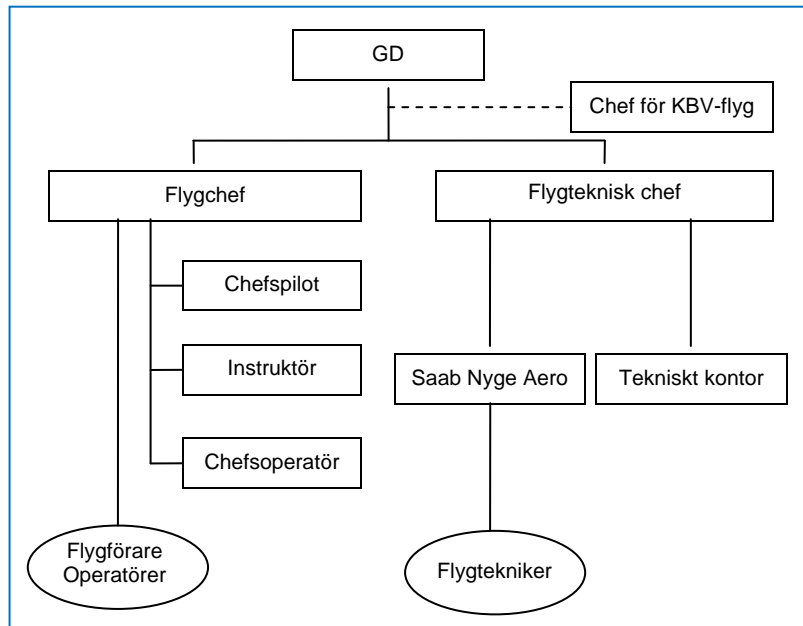 GD
Chef för KBV-flyg
Flygchef
Flygteknisk chef
Chefspilot
Instruktör
Saab Nyge Aero
Tekniskt kontor
Chefsoperatör
Flygförare
Operatörer
Flygtekniker